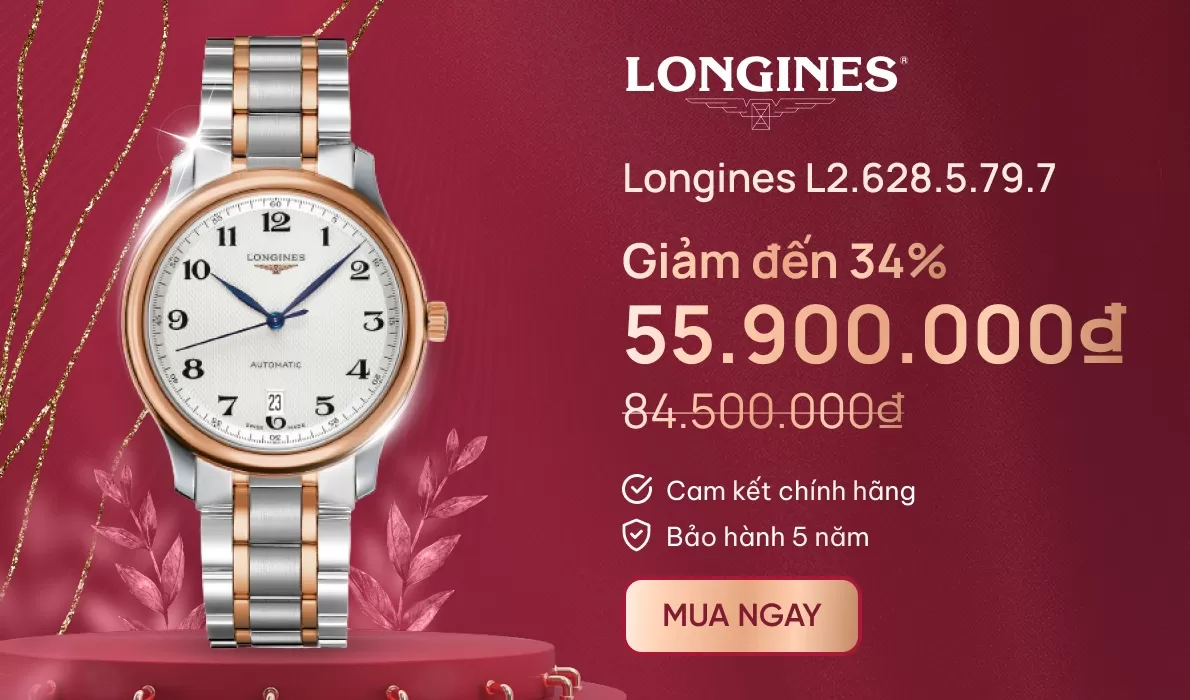 LONGINES®
Longines L2.628.5.79.7
Giảm đến 34%
55.900.000₫
84.500.000₫
Cam kết chính hãng
Bảo hành 5 năm
MUA NGAY
12
11 1
LONGINES
10 2
9 3
AUTOMATIC
8 4
23
7 5
6
SWISS MADE